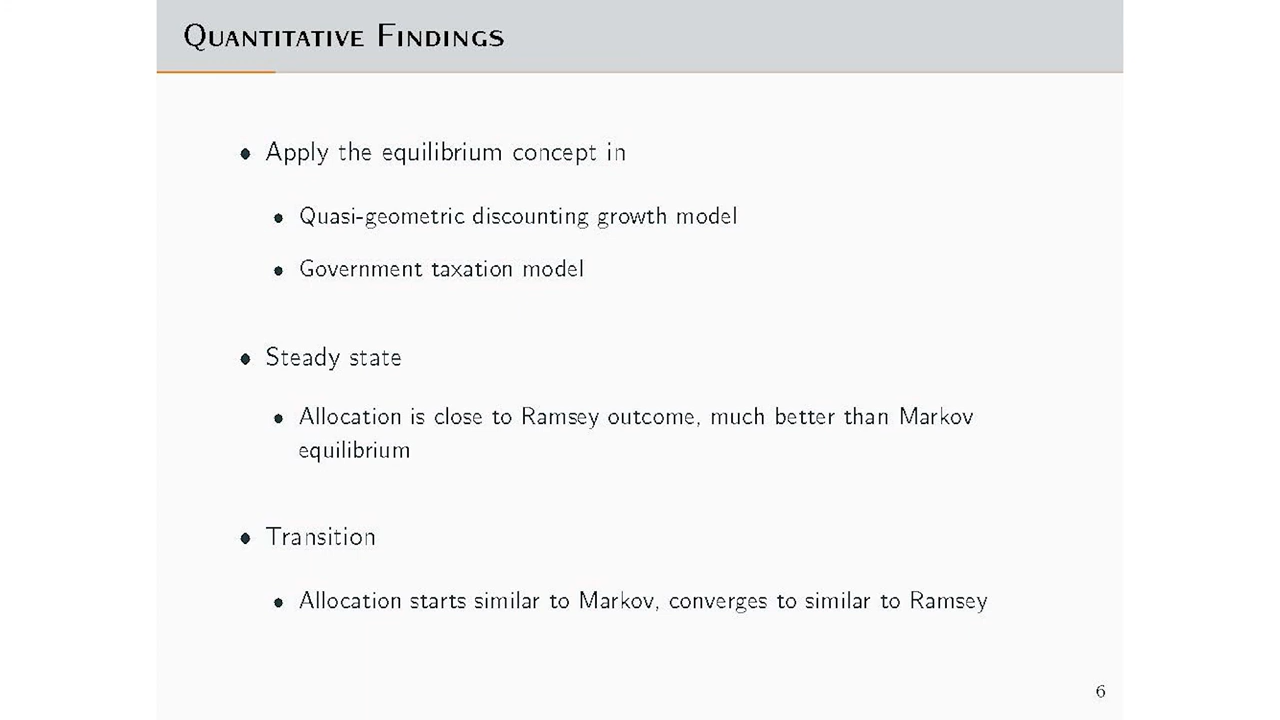 Quantitative Findings
• Apply the equilibrium concept in
• Quasi-geometric discounting growth model
• Government taxation model
• Steady state
• Allocation is close to Ramsey outcome, much better than Markov
equilibrium
• Transition
• Allocation starts similar to Markov, converges to similar to Ramsey
6